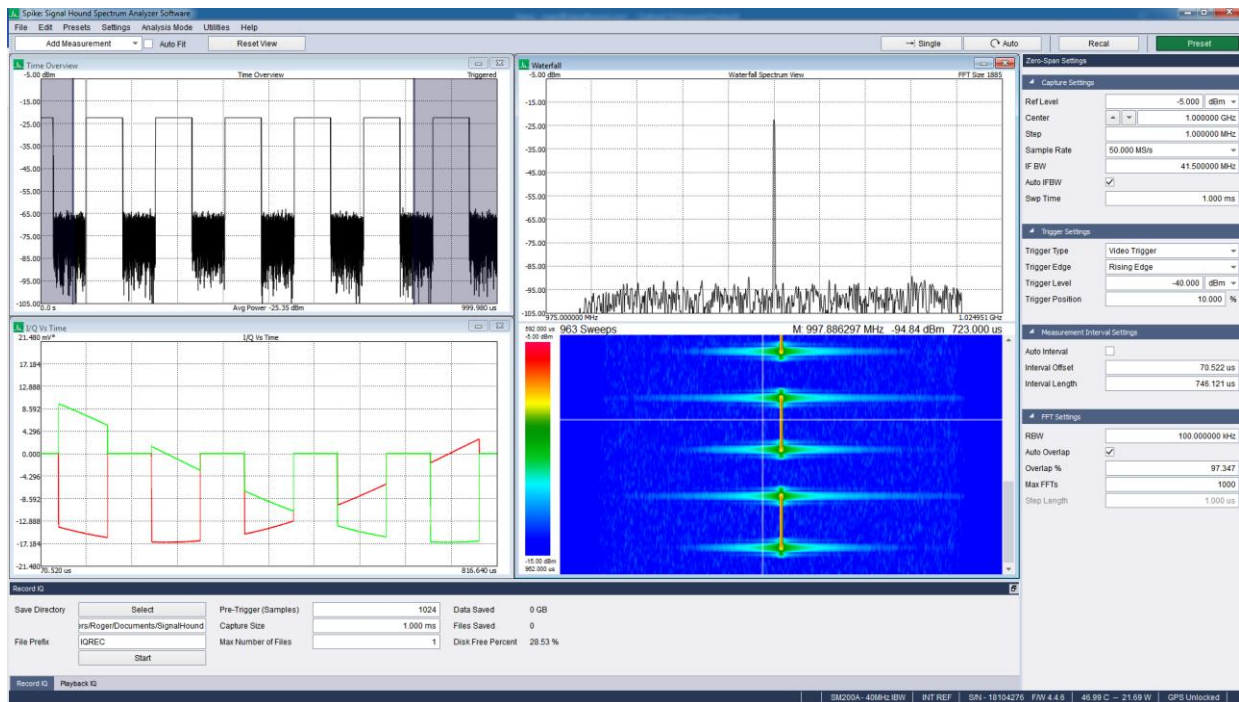 Spike: Signal Hound Spectrum Analyzer Software
File Edit Presets Settings Analysis Mode Utilities Help
Add Measurement Auto Fit Reset View Single Auto Recal Preset
Time Overview
-5.00 dBm Time Overview Triggered
-15.00
-25.00
-35.00
-45.00
-55.00
-65.00
-75.00
-85.00
-95.00
-105.00 0.0 s Avg Power -25.35 dBm 999.980 us
Waterfall
-5.00 dBm Waterfall Spectrum View FFT Size 1885
-15.00
-25.00
-35.00
-45.00
-55.00
-65.00
-75.00
-85.00
-95.00
-105.00 975.000000 MHz 1.024951 GHz
I/Q Vs Time
21.480 mV* I/Q Vs Time
17.184
12.888
8.592
4.296
0.000
-4.296
-8.592
-12.888
-17.184
-21.480 70.520 us 816.640 us
592.000 us 963 Sweeps M: 997.886297 MHz -94.84 dBm 723.000 us
-5.00 dBm
-15.00 dBm
962.000 us
Zero-Span Settings
Capture Settings
Ref Level -5.000 dBm
Center 1.000000 GHz
Step 1.000000 MHz
Sample Rate 50.000 MS/s
IF BW 41.500000 MHz
Auto IFBW
Swp Time 1.000 ms
Trigger Settings
Trigger Type Video Trigger
Trigger Edge Rising Edge
Trigger Level -40.000 dBm
Trigger Position 10.000 %
Measurement Interval Settings
Auto Interval
Interval Offset 70.522 us
Interval Length 746.121 us
FFT Settings
RBW 100.000000 kHz
Auto Overlap
Overlap % 97.347
Max FFTs 1000
Step Length 1.000 us
Record IQ
Save Directory Select Pre-Trigger (Samples) 1024 Data Saved 0 GB
ers/Roger/Documents/SignalHound Capture Size 1.000 ms Files Saved 0
File Prefix IQREC Max Number of Files 1 Disk Free Percent 28.53 %
Start
Record IQ Playback IQ
SM200A - 40MHz IBW INT REF S/N - 18104276 F/W 4.4.6 46.99 C -- 21.69 W GPS Unlocked